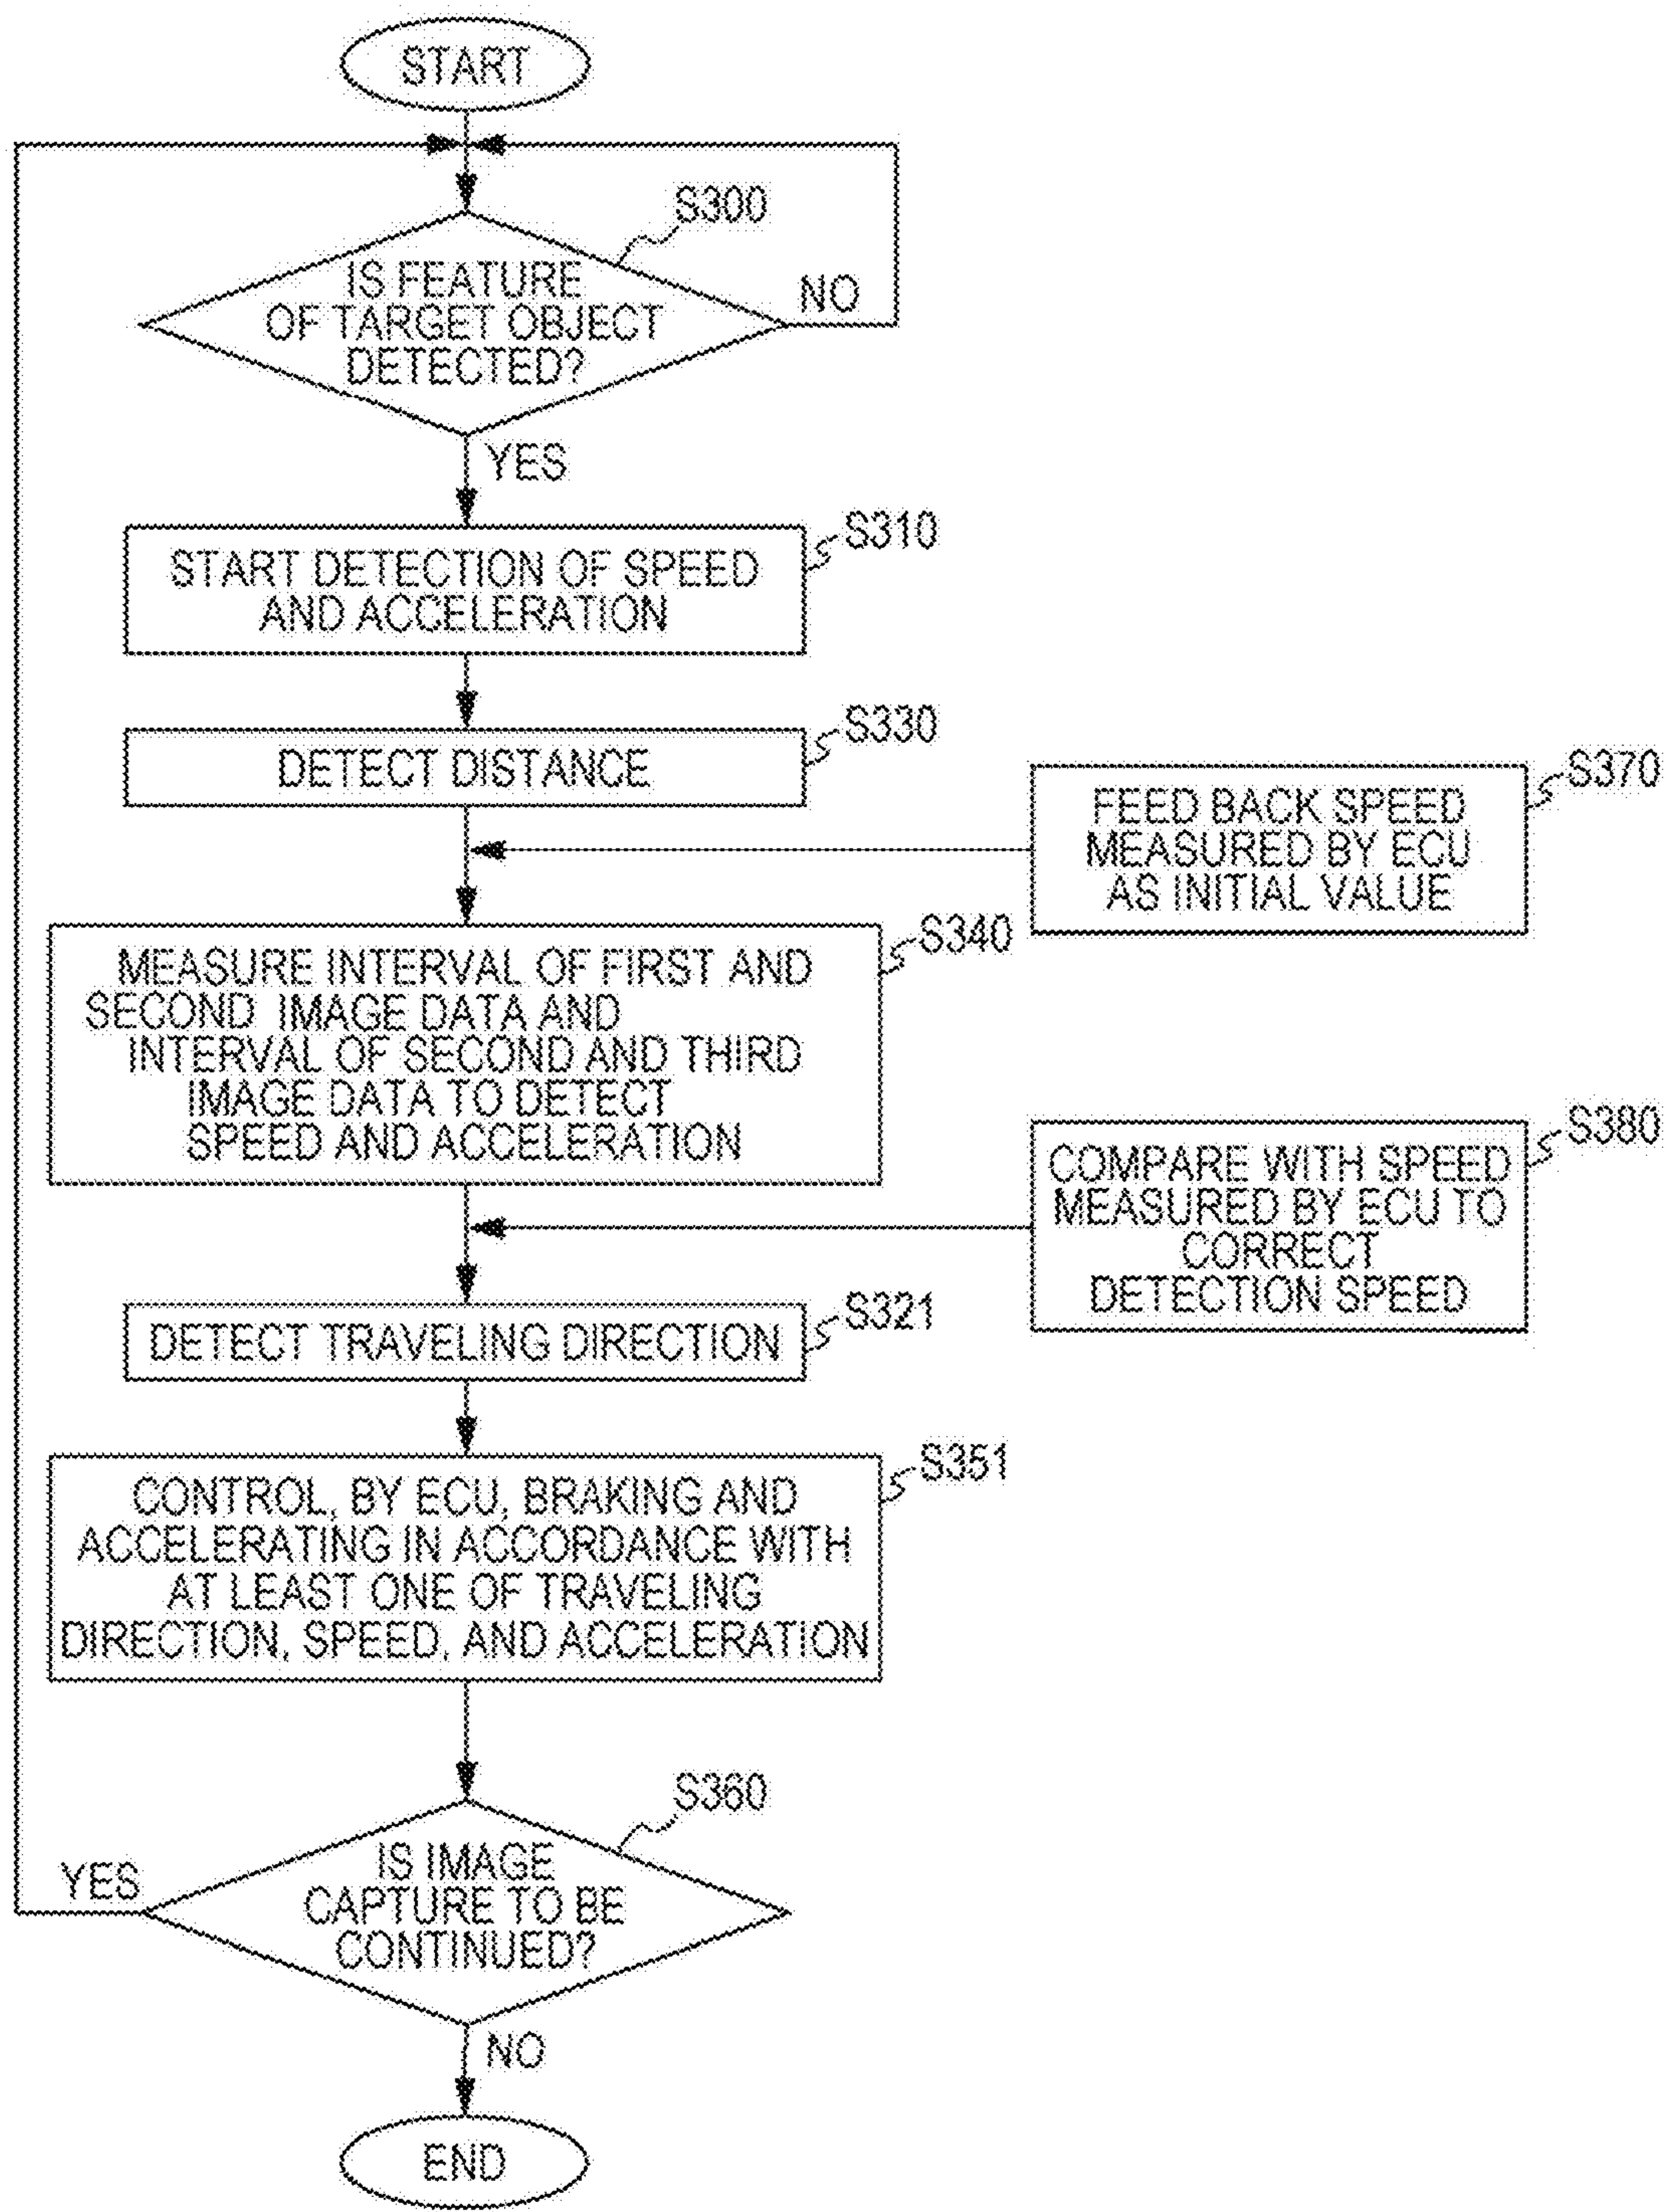 START
S300
IS FEATURE
OF TARGET OBJECT
DETECTED?
NO
YES
S310
START DETECTION OF SPEED
AND ACCELERATION
S330
DETECT DISTANCE
S370
FEED BACK SPEED
MEASURED BY ECU
AS INITIAL VALUE
S340
MEASURE INTERVAL OF FIRST AND
SECOND IMAGE DATA AND
INTERVAL OF SECOND AND THIRD
IMAGE DATA TO DETECT
SPEED AND ACCELERATION
S380
COMPARE WITH SPEED
MEASURED BY ECU TO
CORRECT
DETECTION SPEED
S321
DETECT TRAVELING DIRECTION
S351
CONTROL, BY ECU, BRAKING AND
ACCELERATING IN ACCORDANCE WITH
AT LEAST ONE OF TRAVELING
DIRECTION, SPEED, AND ACCELERATION
S360
IS IMAGE
CAPTURE TO BE
CONTINUED?
YES
NO
END